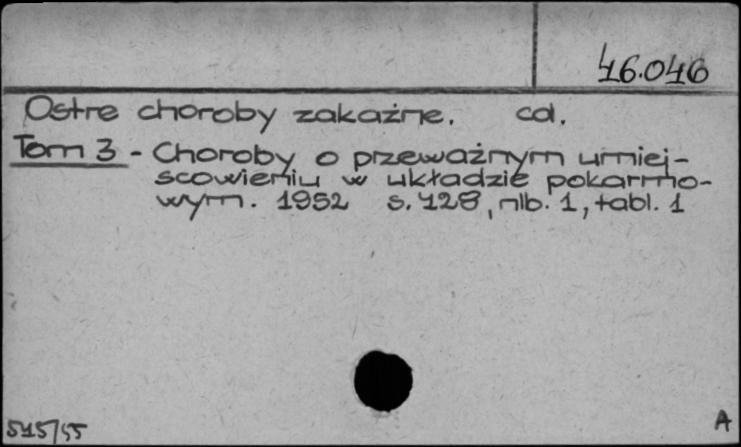 46.046
Ostre choroby zakaźne. cd.
Tom 3 - Choroby o przeważnym umiej-
scowieniu w układzie pokarmo-
wym. 1952 s. 428, nlb. 1, tabl. 1
515/55
A